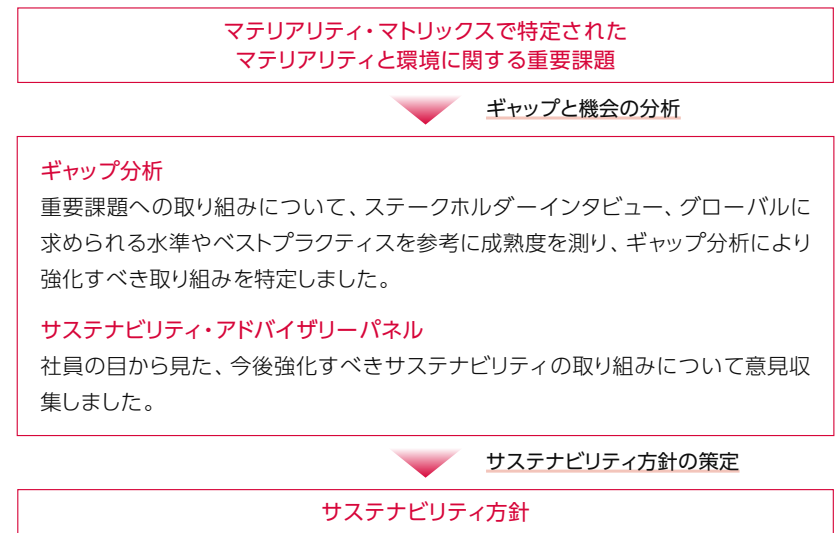 マテリアリティ・マトリックスで特定された
マテリアリティと環境に関する重要課題
ギャップと機会の分析
ギャップ分析
重要課題への取り組みについて、ステークホルダーインタビュー、グローバルに
求められる水準やベストプラクティスを参考に成熟度を測り、ギャップ分析により
強化すべき取り組みを特定しました。
サステナビリティ・アドバイザリーパネル
社員の目から見た、今後強化すべきサステナビリティの取り組みについて意見収
集しました。
サステナビリティ方針の策定
サステナビリティ方針